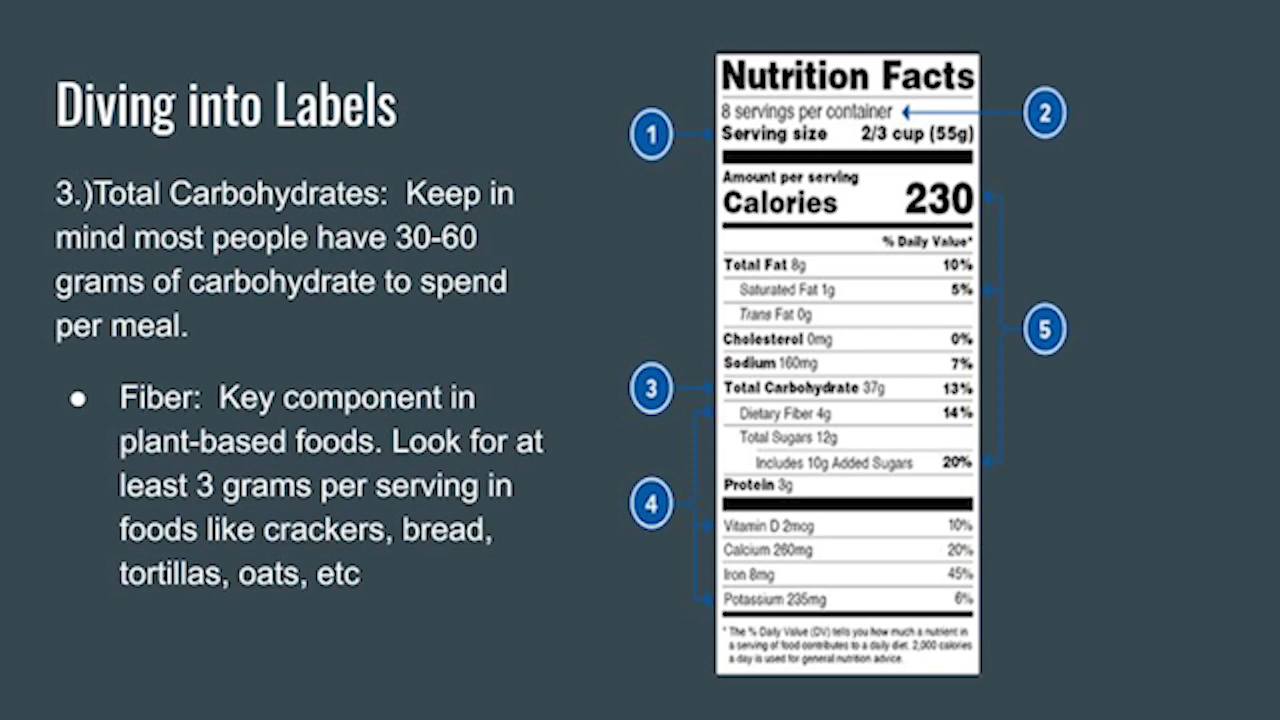 Diving into Labels
3.)Total Carbohydrates: Keep in
mind most people have 30-60
grams of carbohydrate to spend
per meal.
● Fiber: Key component in
plant-based foods. Look for at
least 3 grams per serving in
foods like crackers, bread,
tortillas, oats, etc
Nutrition Facts
8 servings per container
2
1
Serving size 2/3 cup (55g)
Amount per serving
Calories 230
% Daily Value*
Total Fat 8g 10%
Saturated Fat 1g 5%
Trans Fat 0g
5
Cholesterol 0mg 0%
Sodium 160mg 7%
3
Total Carbohydrate 37g 13%
Dietary Fiber 4g 14%
Total Sugars 12g
Includes 10g Added Sugars 20%
Protein 3g
4
Vitamin D 2mcg 10%
Calcium 260mg 20%
Iron 8mg 45%
Potassium 235mg 6%
* The % Daily Value (DV) tells you how much a nutrient in
a serving of food contributes to a daily diet. 2,000 calories
a day is used for general nutrition advice.